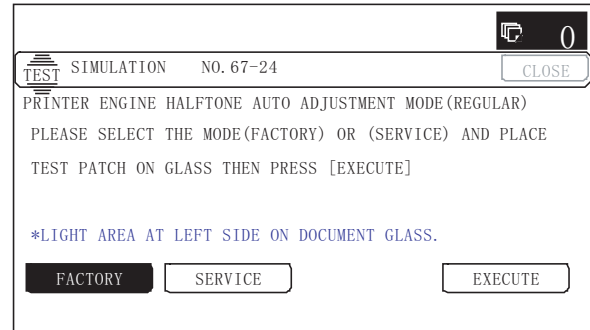 0
TEST SIMULATION NO.67-24 CLOSE
PRINTER ENGINE HALFTONE AUTO ADJUSTMENT MODE(REGULAR)
PLEASE SELECT THE MODE(FACTORY) OR (SERVICE) AND PLACE
TEST PATCH ON GLASS THEN PRESS [EXECUTE]
*LIGHT AREA AT LEFT SIDE ON DOCUMENT GLASS.
FACTORY SERVICE EXECUTE